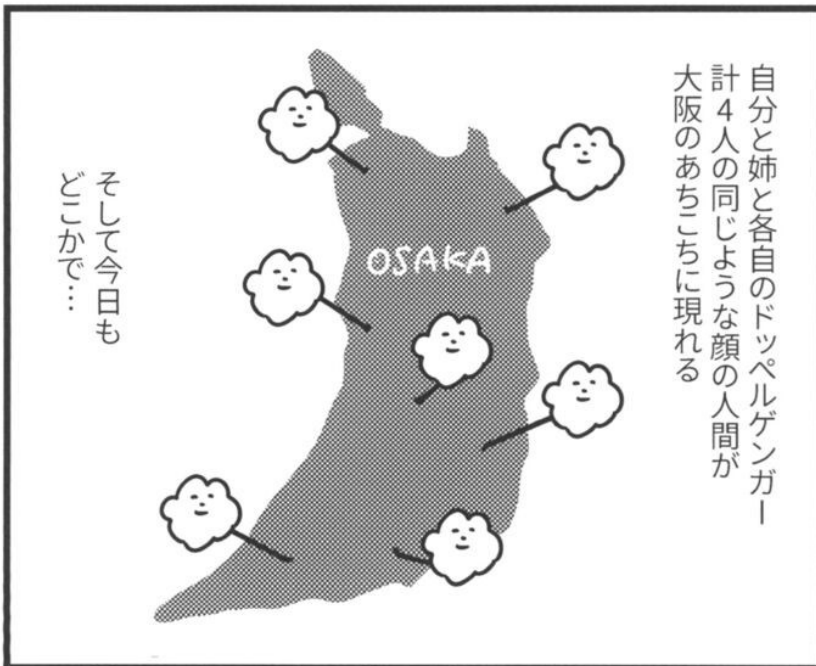 自分と姉と各自のドッペルゲンガー
計4人の同じような顔の人間が
大阪のあちこちに現れる
OSAKA
そして今日も
どこかで…